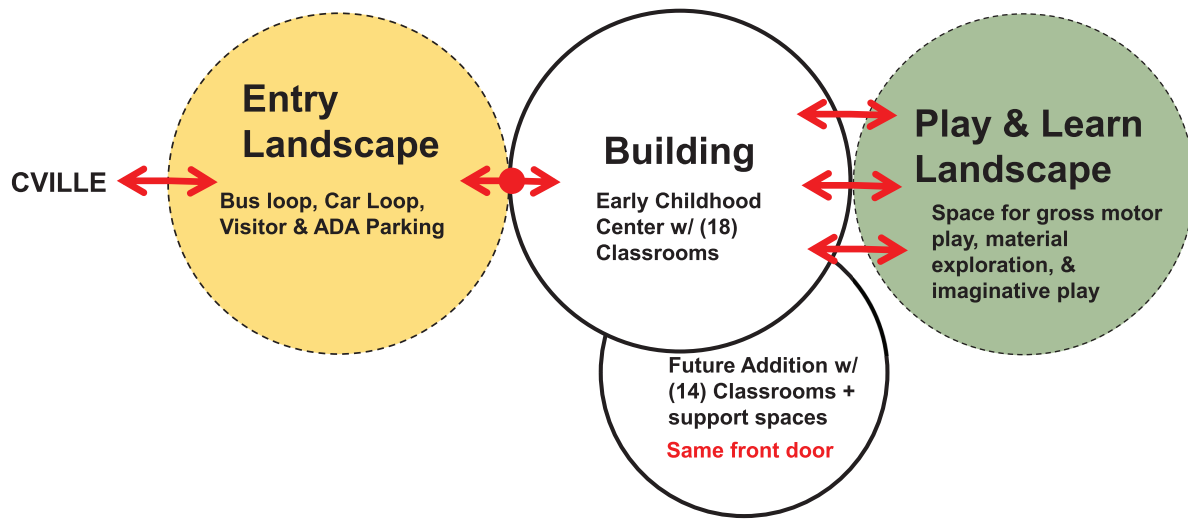 CVILLE
Entry
Landscape
Bus loop, Car Loop,
Visitor & ADA Parking
Building
Early Childhood
Center w/ (18)
Classrooms
Play & Learn
Landscape
Space for gross motor
play, material
exploration, &
imaginative play
Future Addition w/
(14) Classrooms +
support spaces
Same front door